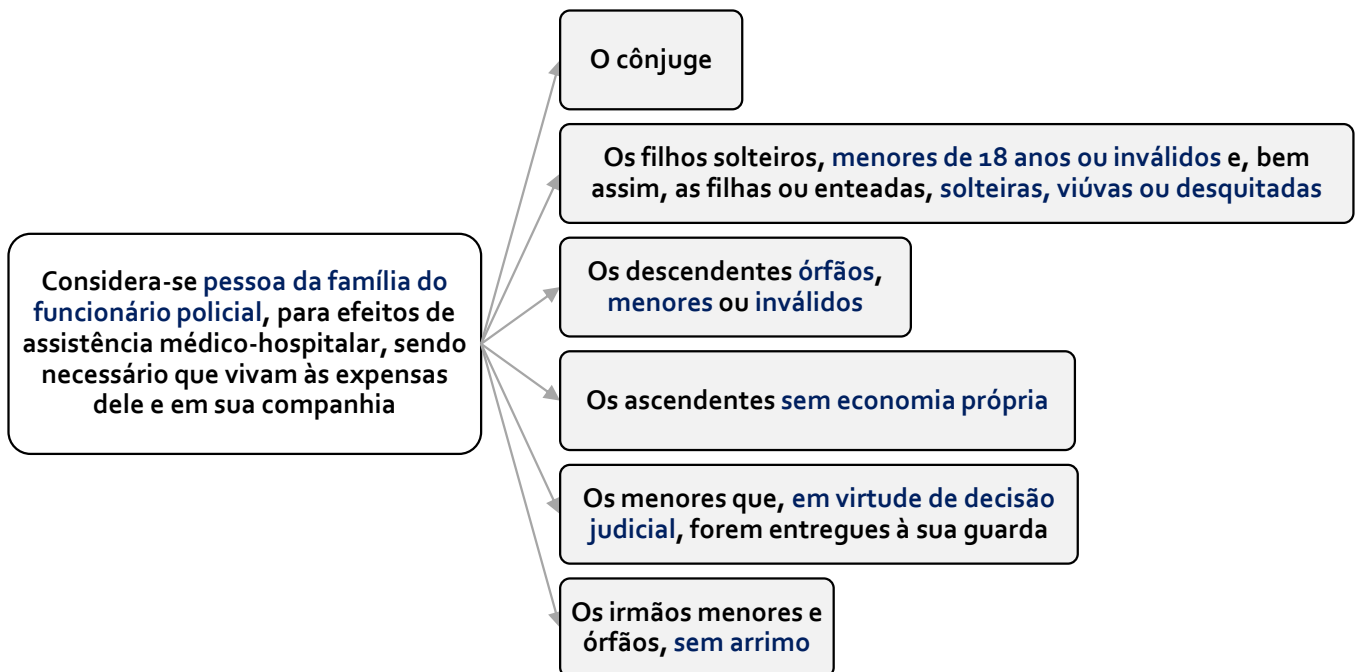 Considera-se pessoa da família do
funcionário policial, para efeitos de
assistência médico-hospitalar, sendo
necessário que vivam às expensas
dele e em sua companhia
O cônjuge
Os filhos solteiros, menores de 18 anos ou inválidos e, bem
assim, as filhas ou enteadas, solteiras, viúvas ou desquitadas
Os descendentes órfãos,
menores ou inválidos
Os ascendentes sem economia própria
Os menores que, em virtude de decisão
judicial, forem entregues à sua guarda
Os irmãos menores e
órfãos, sem arrimo